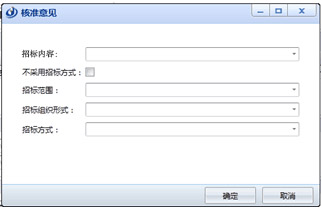 核准意见
招标内容：
不采用招标方式：
招标范围：
招标组织形式：
招标方式：
确定 取消